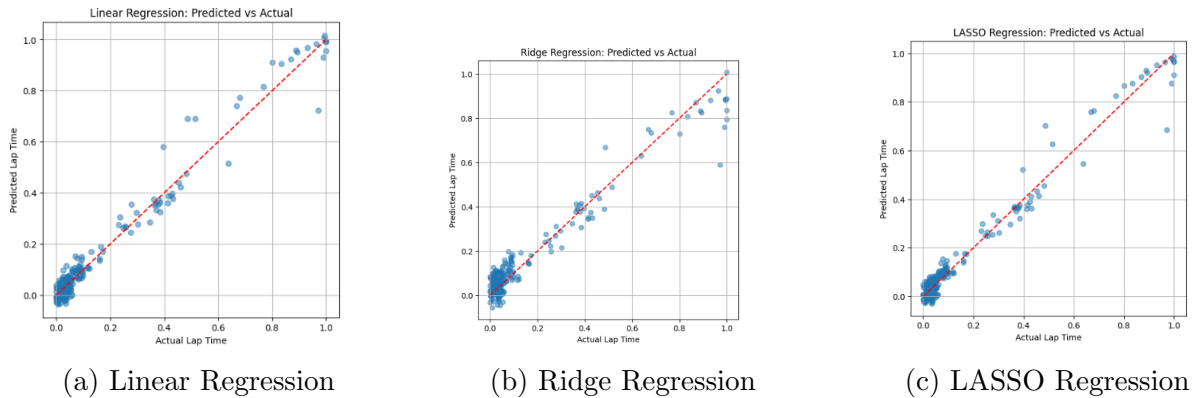 Linear Regression: Predicted vs Actual
1.0
0.8
0.6
0.4
0.2
0.0
Predicted Lap Time
0.0 0.2 0.4 0.6 0.8 1.0
Actual Lap Time
(a) Linear Regression
Ridge Regression: Predicted vs Actual
1.0
0.8
0.6
0.4
0.2
0.0
Predicted Lap Time
0.0 0.2 0.4 0.6 0.8 1.0
Actual Lap Time
(b) Ridge Regression
LASSO Regression: Predicted vs Actual
1.0
0.8
0.6
0.4
0.2
0.0
Predicted Lap Time
0.0 0.2 0.4 0.6 0.8 1.0
Actual Lap Time
(c) LASSO Regression